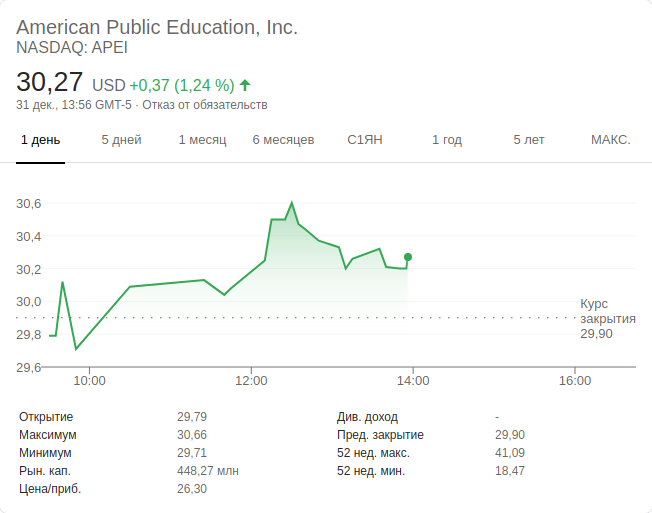 American Public Education, Inc.
NASDAQ: APEI
30,27 USD +0,37 (1,24 %)
31 дек., 13:56 GMT-5 · Отказ от обязательств
1 день 5 дней 1 месяц 6 месяцев С1ЯН 1 год 5 лет МАКС.
30,6
30,4
30,2
30,0
29,8
29,6
Курс
закрытия
29,90
10:00 12:00 14:00 16:00
Открытие 29,79
Максимум 30,66
Минимум 29,71
Рын. кап. 448,27 млн
Цена/приб. 26,30
Див. доход -
Пред. закрытие 29,90
52 нед. макс. 41,09
52 нед. мин. 18,47